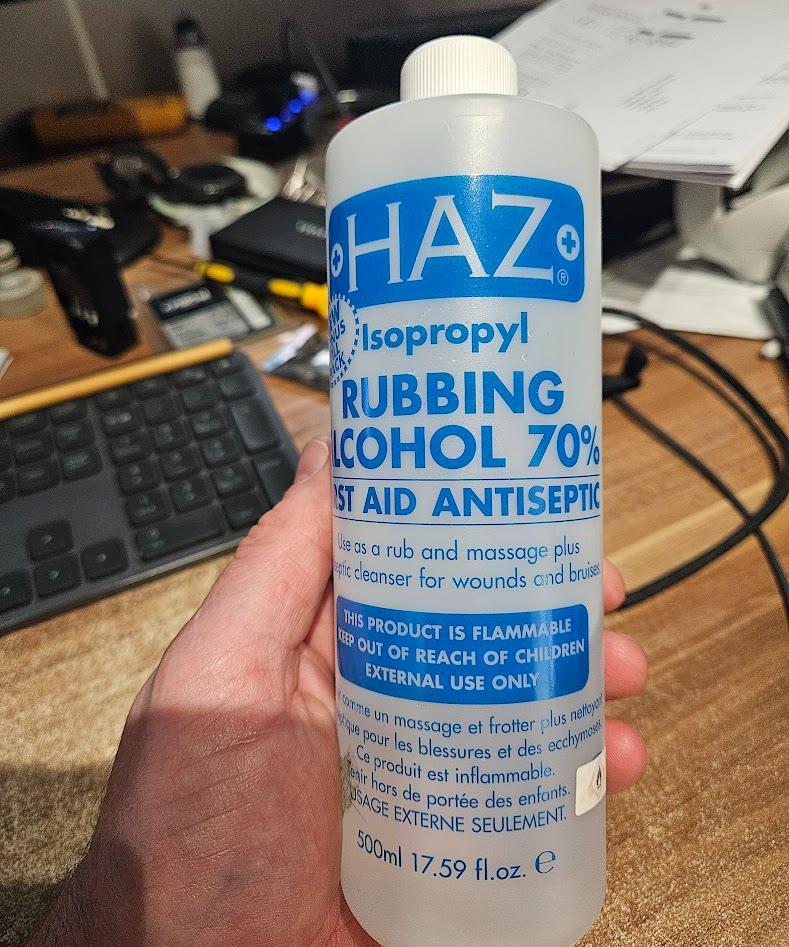 HAZ
®
Isopropyl
RUBBING
LCOHOL 70%
ST AID ANTISEPTIC
Use as a rub and massage plus
eptic cleanser for wounds and bruises
THIS PRODUCT IS FLAMMABLE
KEEP OUT OF REACH OF CHILDREN
EXTERNAL USE ONLY
comme un massage et frotter plus nettoyan
ptique pour les blessures et des ecchymoses
Ce produit est inflammable.
enir hors de portée des enfants.
USAGE EXTERNE SEULEMENT.
500ml 17.59 fl.oz. e